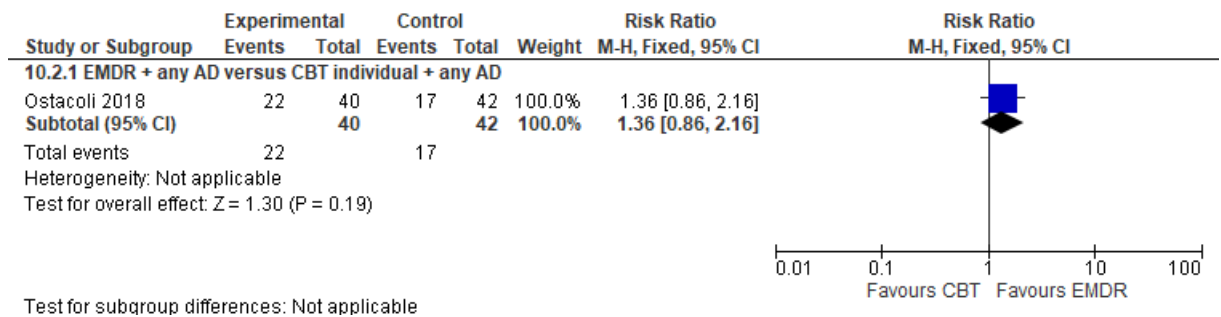 Experimental Control Risk Ratio Risk Ratio
Study or Subgroup Events Total Events Total Weight M-H, Fixed, 95% CI M-H, Fixed, 95% CI
10.2.1 EMDR + any AD versus CBT individual + any AD
Ostacoli 2018 22 40 17 42 100.0% 1.36 [0.86, 2.16]
Subtotal (95% CI) 40 42 100.0% 1.36 [0.86, 2.16]
Total events 22 17
Heterogeneity: Not applicable
Test for overall effect: Z = 1.30 (P = 0.19)
0.01 0.1 1 10 100
Favours CBT Favours EMDR
Test for subgroup differences: Not applicable